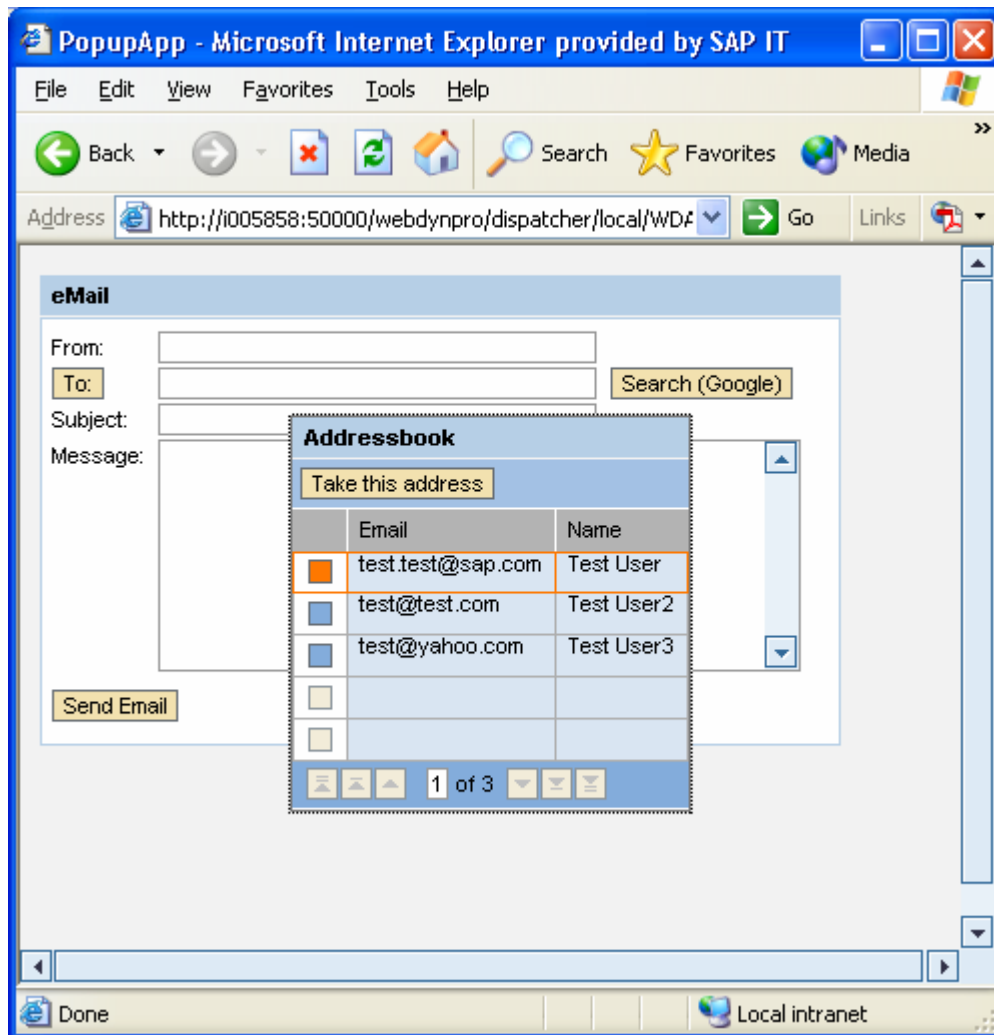 PopupApp - Microsoft Internet Explorer provided by SAP IT
File Edit View Favorites Tools Help
Back Search Favorites Media »
Address http://i005858:50000/webdynpro/dispatcher/local/WDA Go Links
eMail
From:
To: Search (Google)
Subject:
Message:
Addressbook
Take this address
Email Name
test.test@sap.com Test User
test@test.com Test User2
test@yahoo.com Test User3
Send Email
1 of 3
Done Local intranet